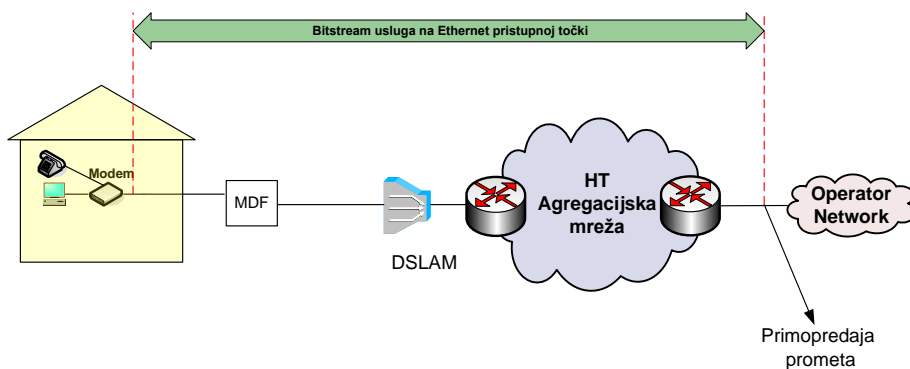 Bitstream usluga na Ethernet pristupnoj točki
Modem
MDF
DSLAM
HT
Agregacijska
mreža
Operator
Network
Primopredaja
prometa